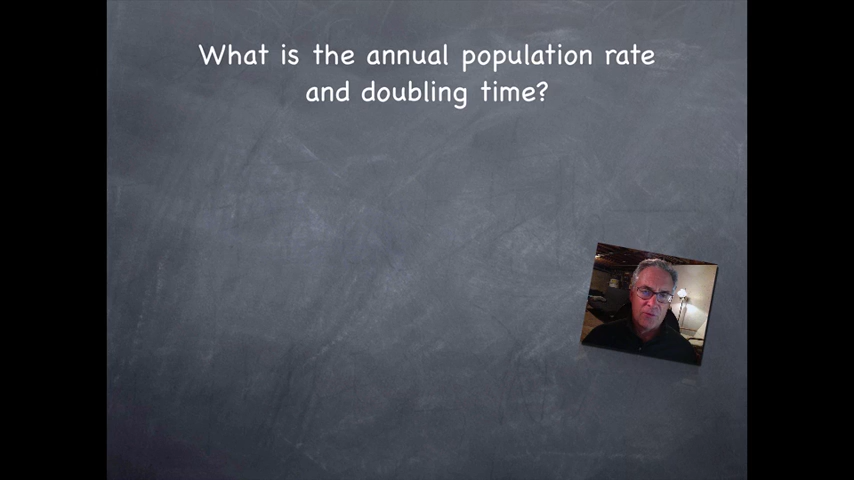 What is the annual population rate
and doubling time?